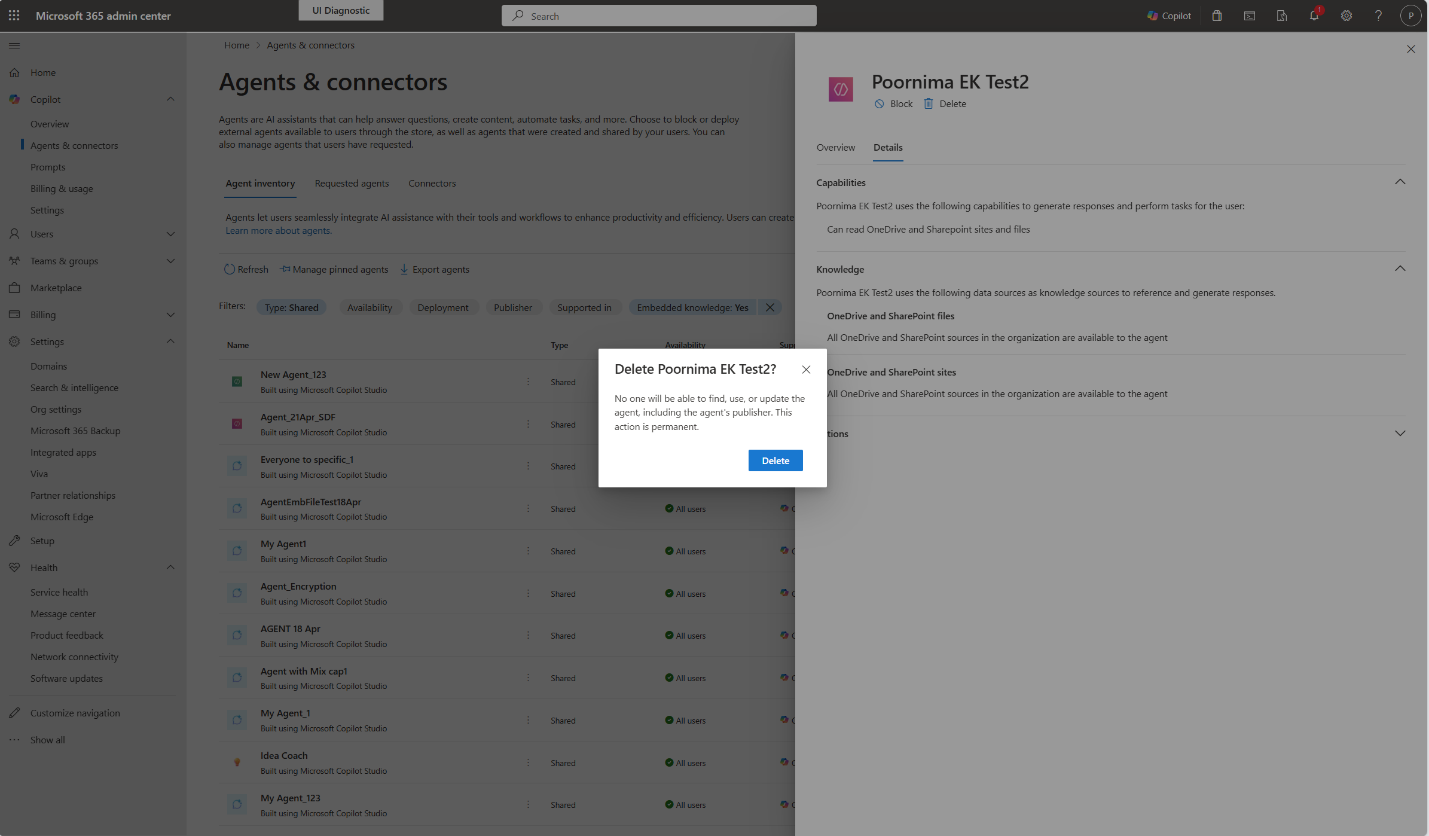 Microsoft 365 admin center
UI Diagnostic
Search
Copilot
1
P
Home
Copilot
Overview
Agents & connectors
Prompts
Billing & usage
Settings
Users
Teams & groups
Marketplace
Billing
Settings
Domains
Search & intelligence
Org settings
Microsoft 365 Backup
Integrated apps
Viva
Partner relationships
Microsoft Edge
Setup
Health
Service health
Message center
Product feedback
Network connectivity
Software updates
Customize navigation
Show all
Home > Agents & connectors
Agents & connectors
Agents are AI assistants that can help answer questions, create content, automate tasks, and more. Choose to block or deploy
external agents available to users through the store, as well as agents that were created and shared by your users. You can
also manage agents that users have requested.
Agent inventory Requested agents Connectors
Agents let users seamlessly integrate AI assistance with their tools and workflows to enhance productivity and efficiency. Users can create
Learn more about agents.
Refresh Manage pinned agents Export agents
Filters: Type: Shared Availability Deployment Publisher Supported in Embedded knowledge: Yes
Name Type Availability Supp
New Agent_123
Built using Microsoft Copilot Studio
Shared
Agent_21Apr_SDF
Built using Microsoft Copilot Studio
Shared
Everyone to specific_1
Built using Microsoft Copilot Studio
Shared
AgentEmbFileTest18Apr
Built using Microsoft Copilot Studio
Shared All users C
My Agent1
Built using Microsoft Copilot Studio
Shared All users C
Agent_Encryption
Built using Microsoft Copilot Studio
Shared All users C
AGENT 18 Apr
Built using Microsoft Copilot Studio
Shared All users C
Agent with Mix cap1
Built using Microsoft Copilot Studio
Shared All users C
My Agent_1
Built using Microsoft Copilot Studio
Shared All users C
Idea Coach
Built using Microsoft Copilot Studio
Shared All users C
My Agent_123
Built using Microsoft Copilot Studio
Shared All users C
Delete Poornima EK Test2?
No one will be able to find, use, or update the
agent, including the agent's publisher. This
action is permanent.
Delete
Poornima EK Test2
Block Delete
Overview Details
Capabilities
Poornima EK Test2 uses the following capabilities to generate responses and perform tasks for the user:
Can read OneDrive and Sharepoint sites and files
Knowledge
Poornima EK Test2 uses the following data sources as knowledge sources to reference and generate responses.
OneDrive and SharePoint files
All OneDrive and SharePoint sources in the organization are available to the agent
OneDrive and SharePoint sites
All OneDrive and SharePoint sources in the organization are available to the agent
tions